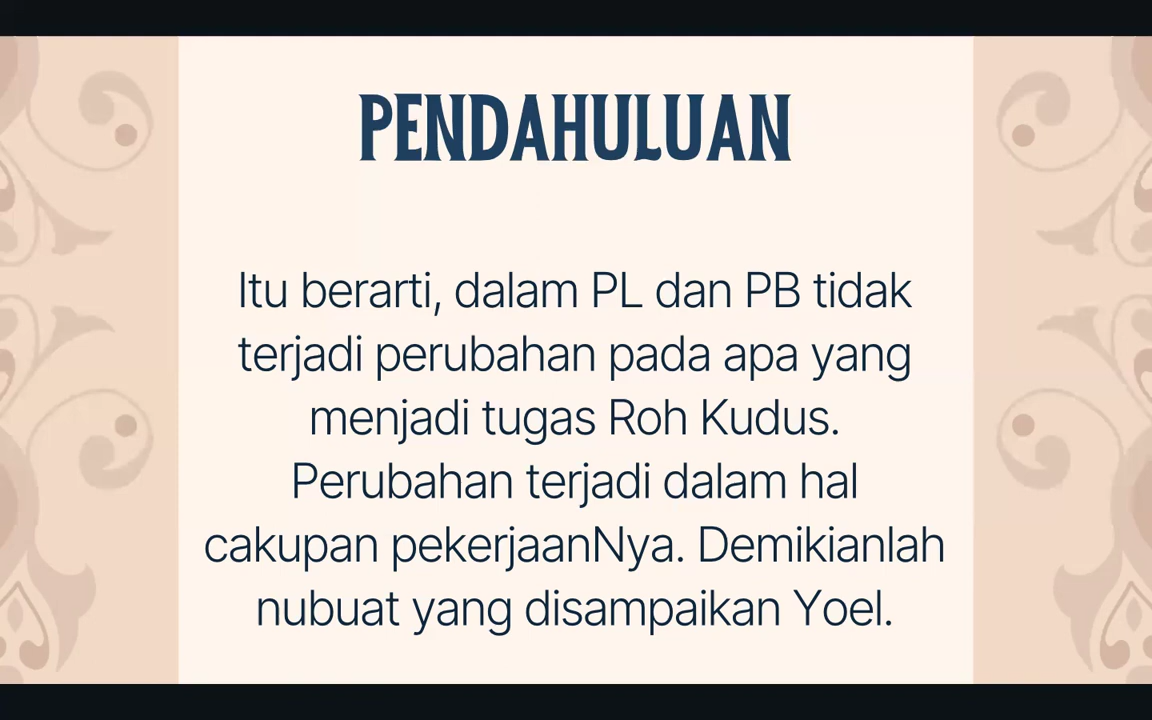 PENDAHULUAN
Itu berarti, dalam PL dan PB tidak
terjadi perubahan pada apa yang
menjadi tugas Roh Kudus.
Perubahan terjadi dalam hal
cakupan pekerjaanNya. Demikianlah
nubuat yang disampaikan Yoel.